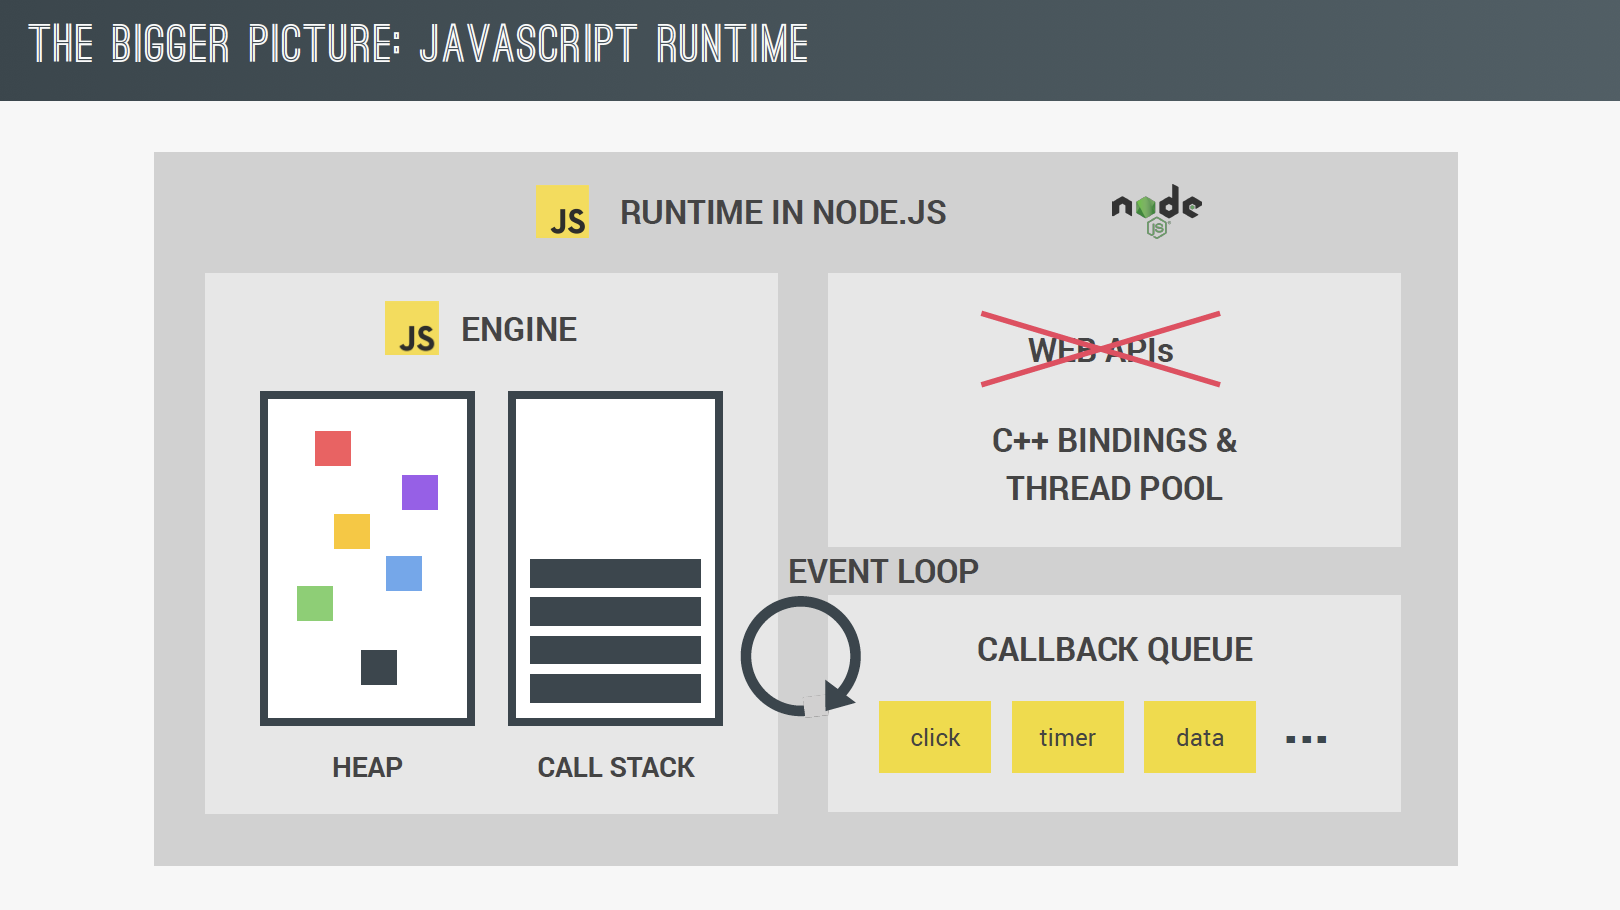 THE BIGGER PICTURE: JAVASCRIPT RUNTIME
JS RUNTIME IN NODE.JS
node
JS
JS ENGINE
HEAP
CALL STACK
WEB APIs
C++ BINDINGS &
THREAD POOL
EVENT LOOP
CALLBACK QUEUE
click timer data ...